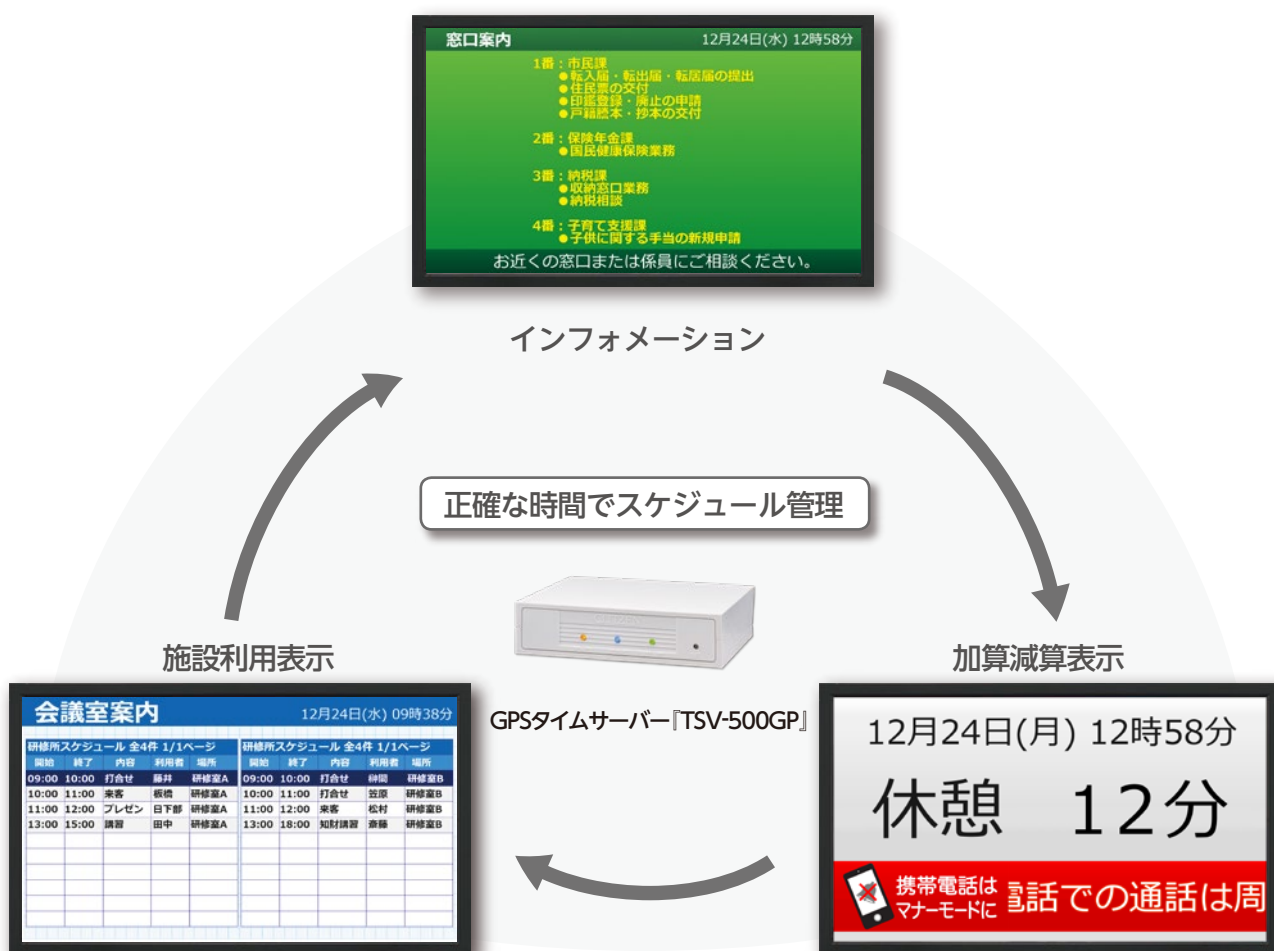 窓口案内 12月24日(水) 12時58分
1番：市民課
●転入届・転出届・転居届の提出
●住民票の交付
●印鑑登録・廃止の申請
●戸籍謄本・抄本の交付
2番：保険年金課
●国民健康保険業務
3番：納税課
●収納窓口業務
●納税相談
4番：子育て支援課
●子供に関する手当の新規申請
お近くの窓口または係員にご相談ください。
インフォメーション
正確な時間でスケジュール管理
GPSタイムサーバー『TSV-500GP』
施設利用表示
会議室案内 12月24日(水) 09時38分
研修所スケジュール 全4件 1/1ページ 研修所スケジュール 全4件 1/1ページ
開始 終了 内容 利用者 場所 開始 終了 内容 利用者 場所
09:00 10:00 打合せ 藤井 研修室A 09:00 10:00 打合せ 榊間 研修室B
10:00 11:00 来客 板橋 研修室A 10:00 11:00 打合せ 笠原 研修室B
11:00 12:00 プレゼン 日下部 研修室A 11:00 12:00 来客 松村 研修室B
13:00 15:00 講習 田中 研修室A 13:00 18:00 知財講習 斎藤 研修室B
加算減算表示
12月24日(月) 12時58分
休憩 12分
携帯電話は
マナーモードに
電話での通話は周